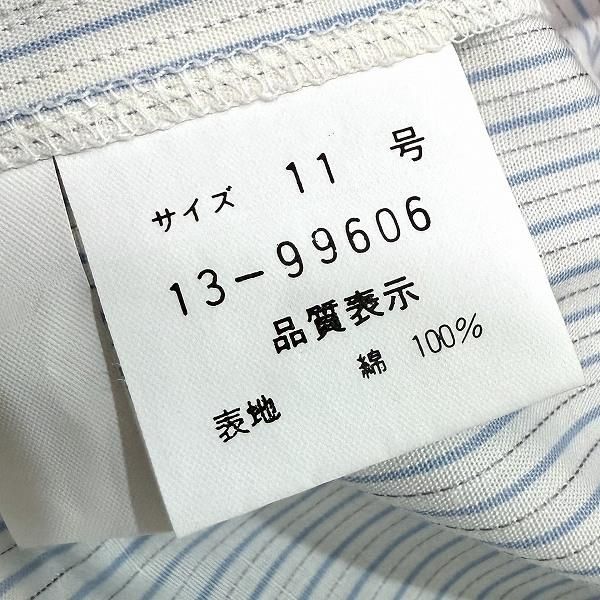 サイズ 11 号
13-99606
品質表示
表地 綿 100%